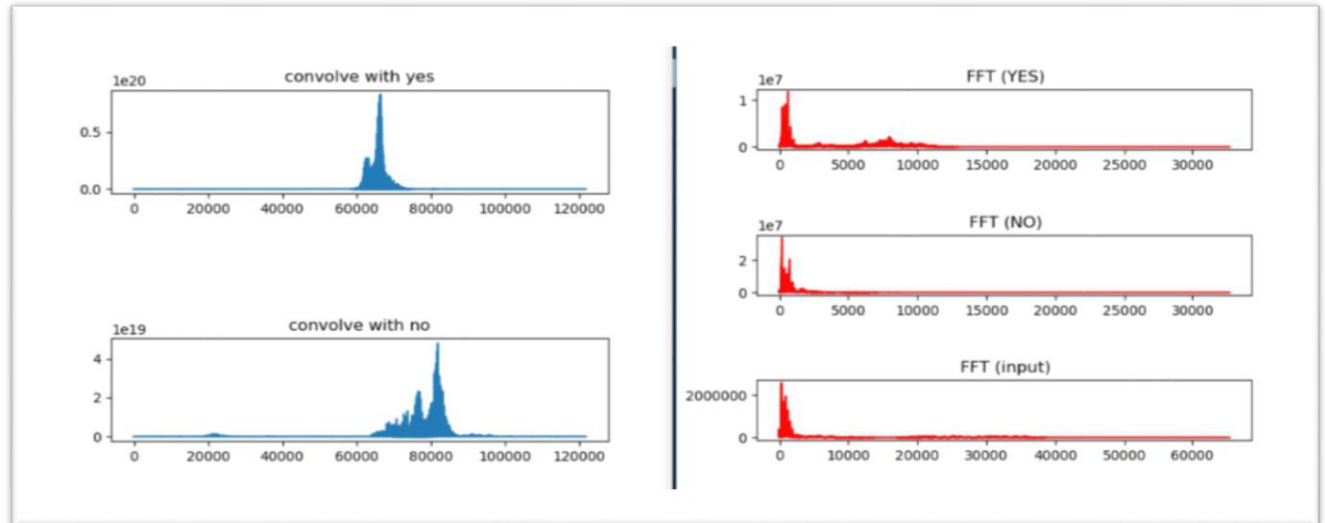 convolve with yes
1e20
0.5
0.0
0 20000 40000 60000 80000 100000 120000
convolve with no
1e19
4
2
0
0 20000 40000 60000 80000 100000 120000
FFT (YES)
1e7
1
0
0 5000 10000 15000 20000 25000 30000
FFT (NO)
1e7
2
0
0 5000 10000 15000 20000 25000 30000
FFT (input)
2000000
0
0 10000 20000 30000 40000 50000 60000